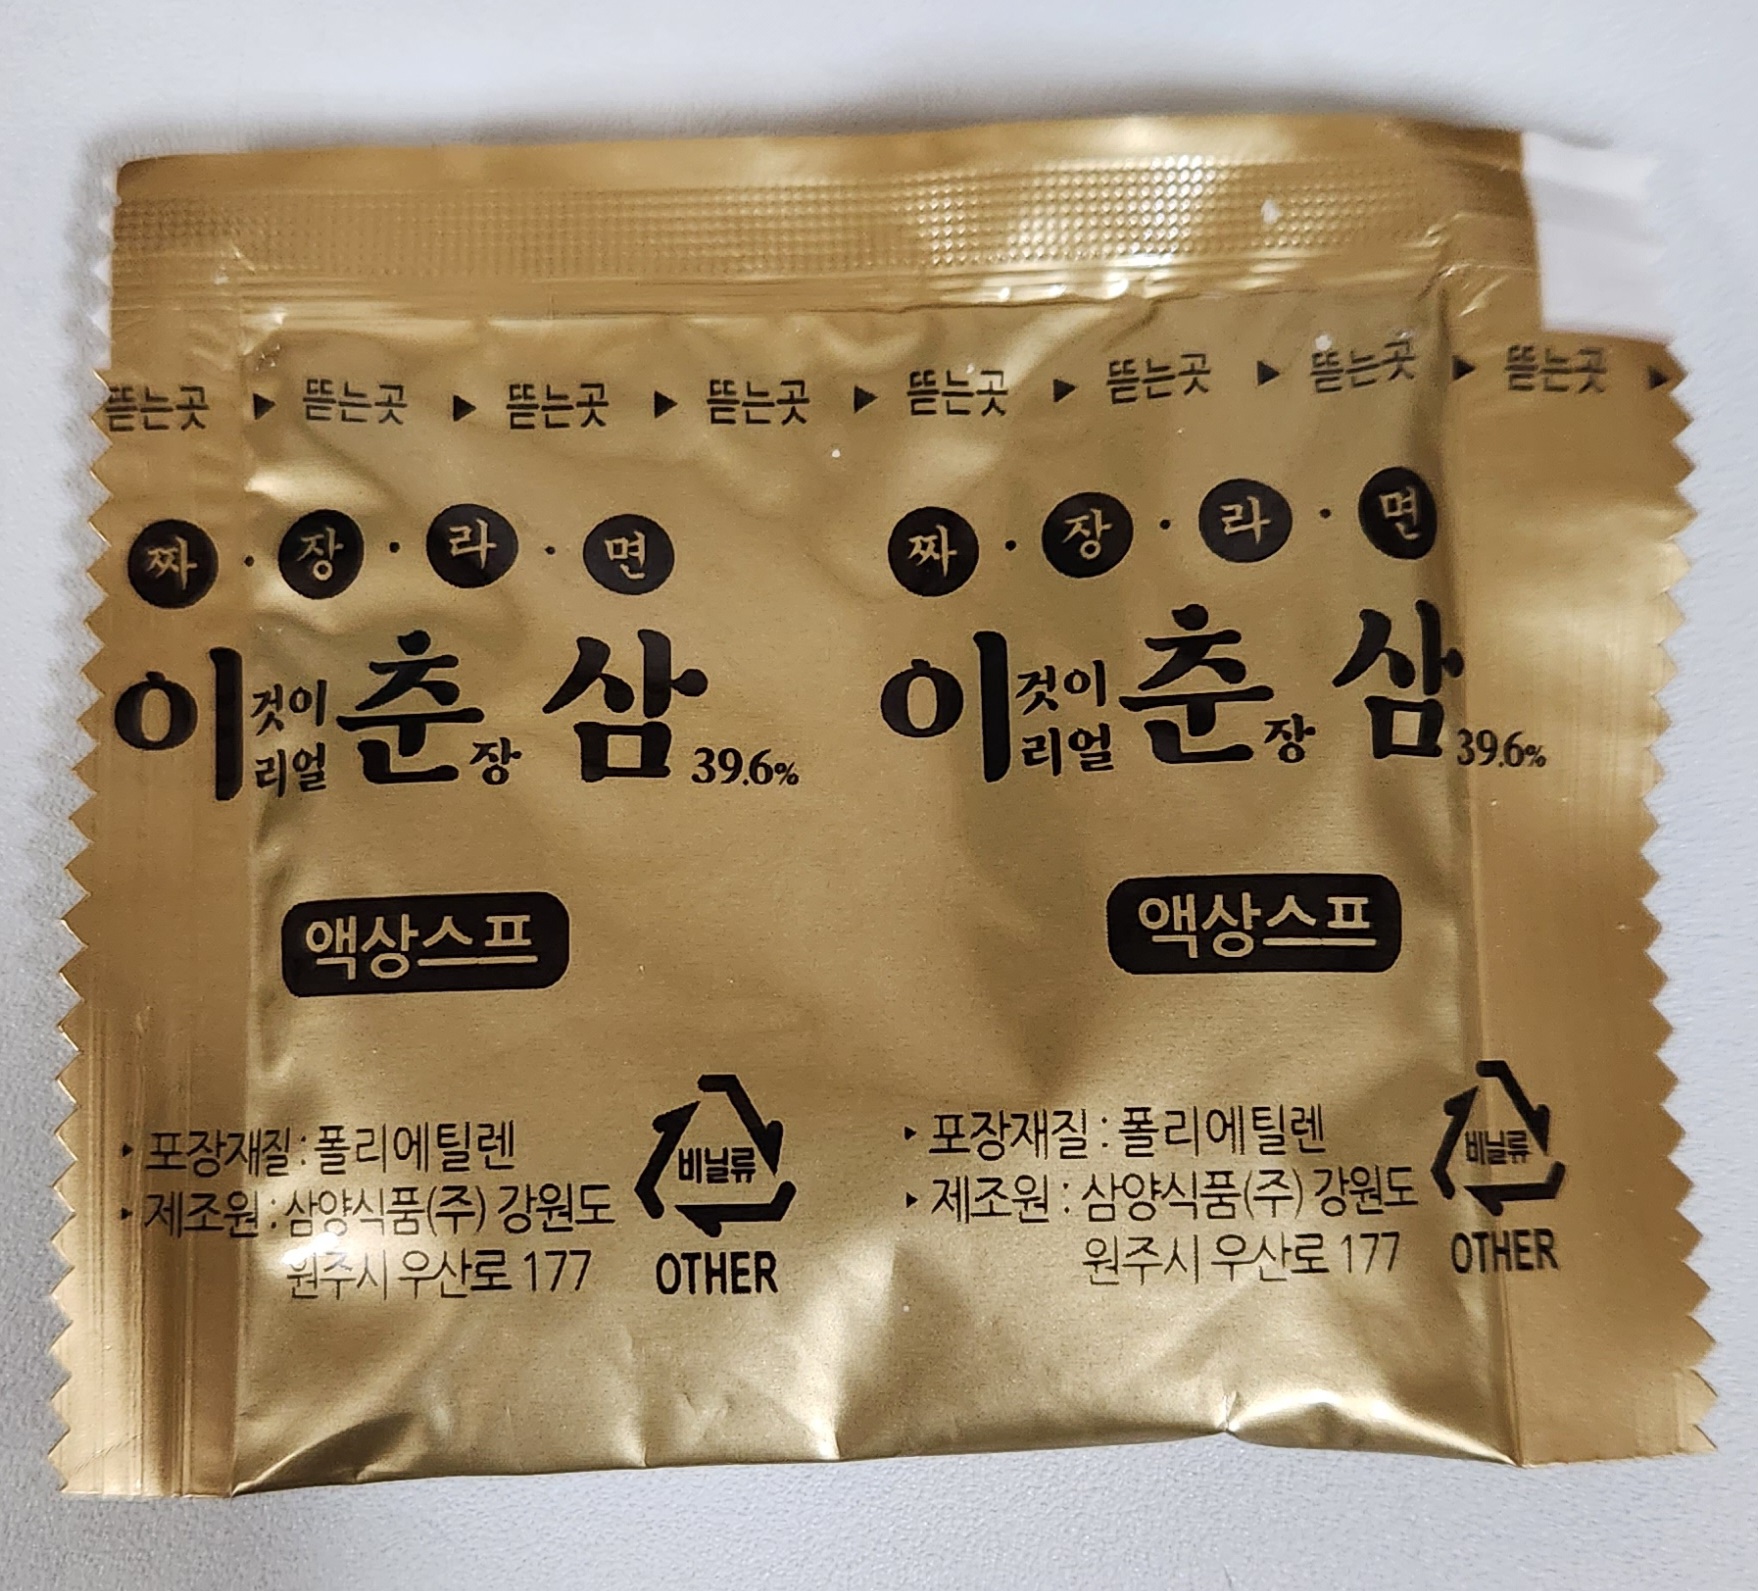 뜯는곳 ▶ 뜯는곳 ▶ 뜯는곳 ▶ 뜯는곳 ▶ 뜯는곳 ▶ 뜯는곳 ▶ 뜯는곳 ▶ 뜯는곳 ▶
짜·장·라·면
이것이리얼춘장 삼39.6%
액상스프
▸ 포장재질 : 폴리에틸렌
▸ 제조원 : 삼양식품(주) 강원도
원주시 우산로 177
비닐류
OTHER
짜·장·라·면
이것이리얼춘장 삼39.6%
액상스프
▸ 포장재질 : 폴리에틸렌
▸ 제조원 : 삼양식품(주) 강원도
원주시 우산로 177
비닐류
OTHER